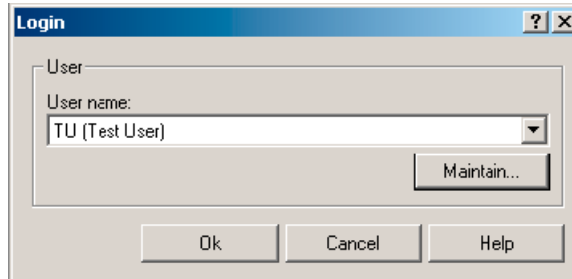 Login
User
User name:
TU (Test User)
Maintain...
Ok Cancel Help